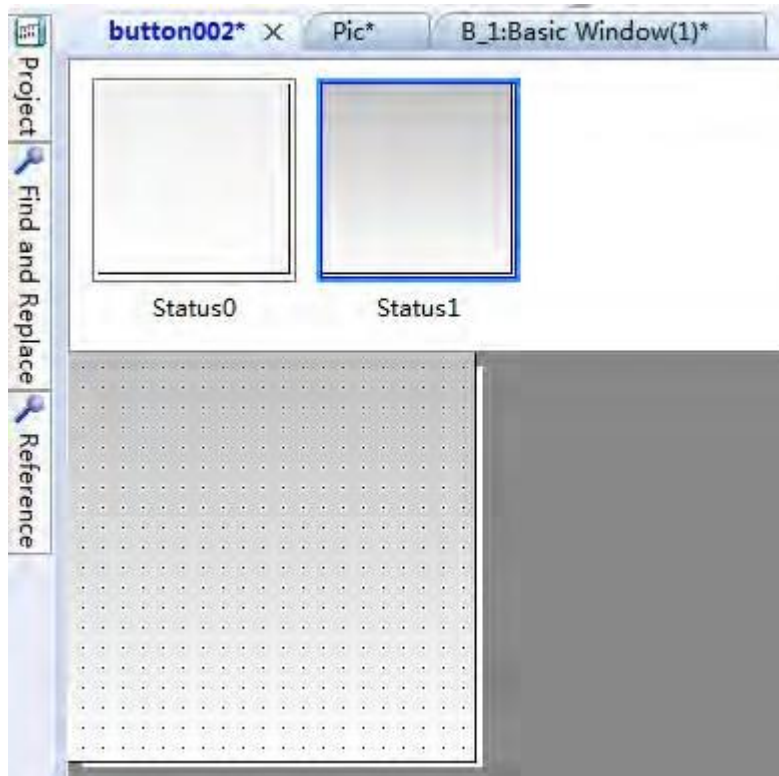 button002* × Pic* B_1:Basic Window(1)*
Project
Find and Replace
Reference
Status0 Status1